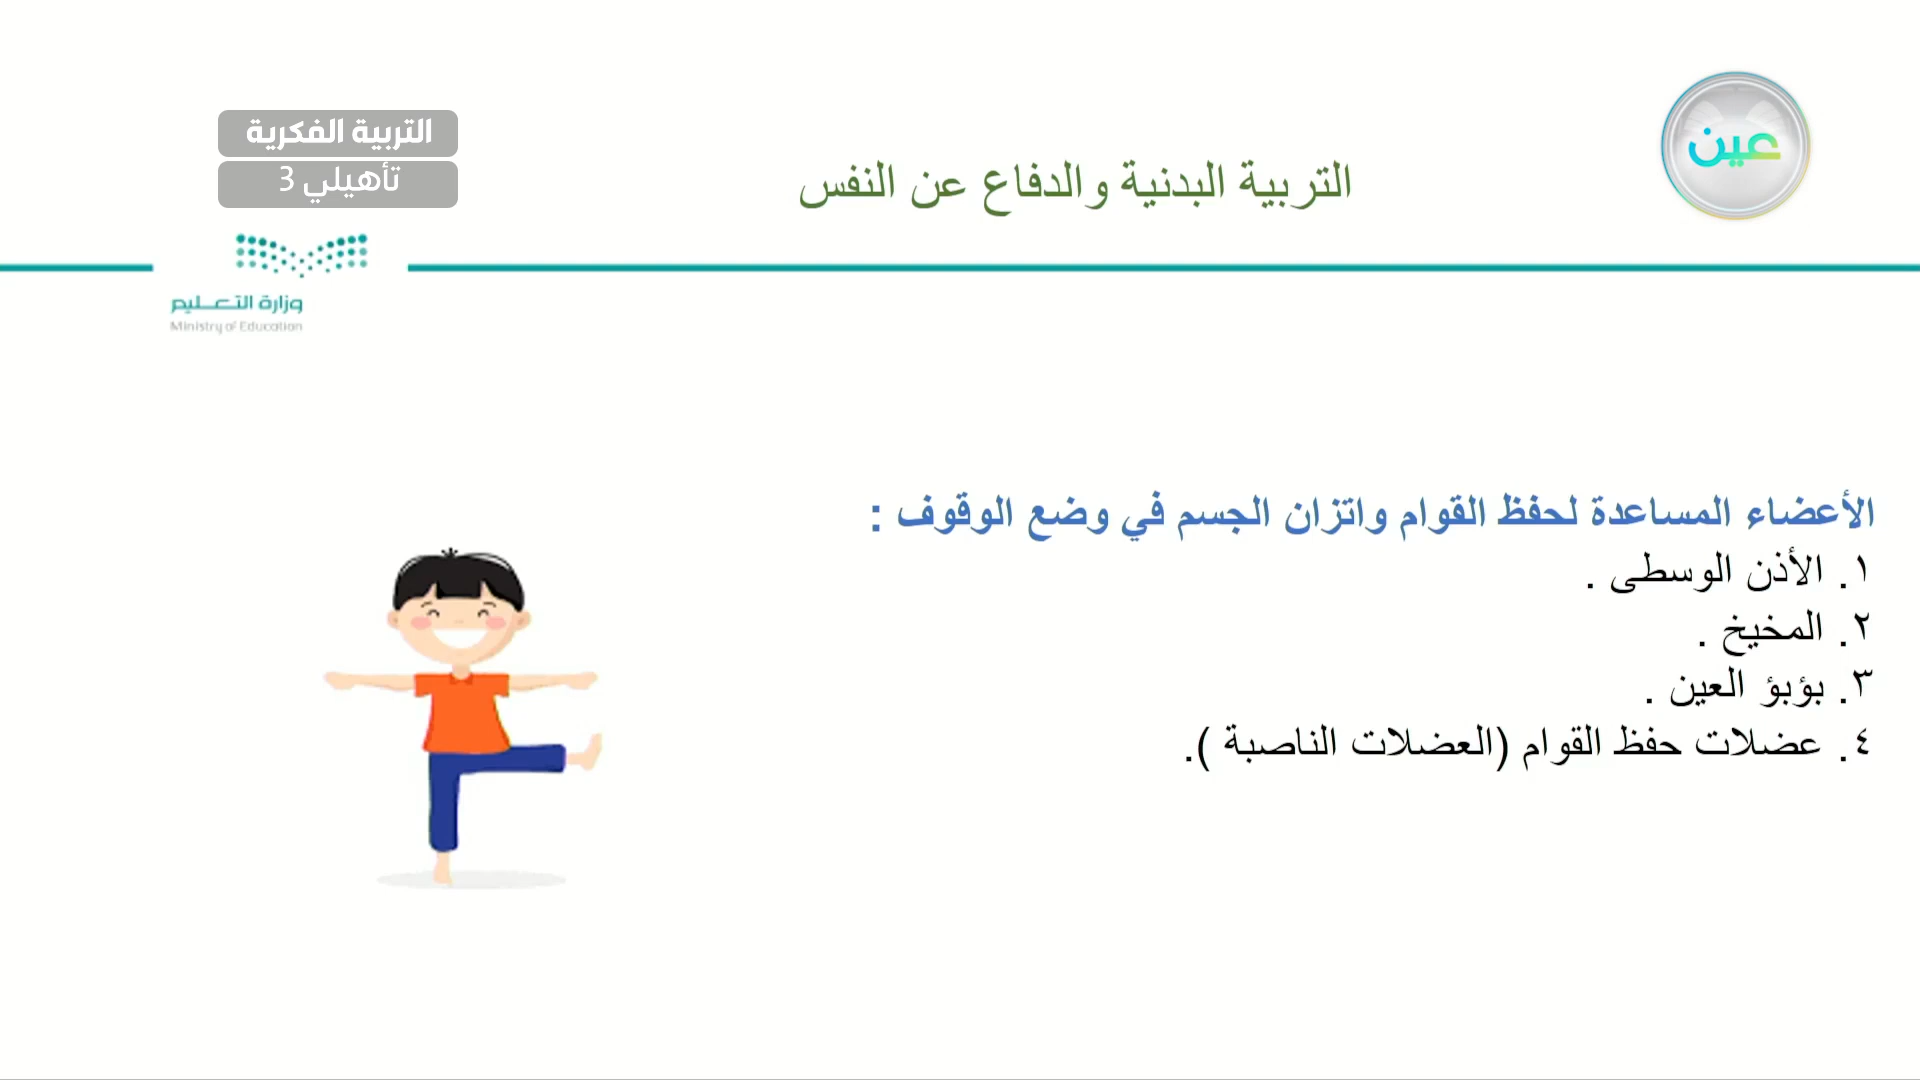 عين
التربية الفكرية
تأهيلي 3
التربية البدنية والدفاع عن النفس
وزارة التعليم
Ministry of Education
الأعضاء المساعدة لحفظ القوام واتزان الجسم في وضع الوقوف :
١. الأذن الوسطى .
٢. المخيخ .
٣. بؤبؤ العين .
٤. عضلات حفظ القوام (العضلات الناصبة ).